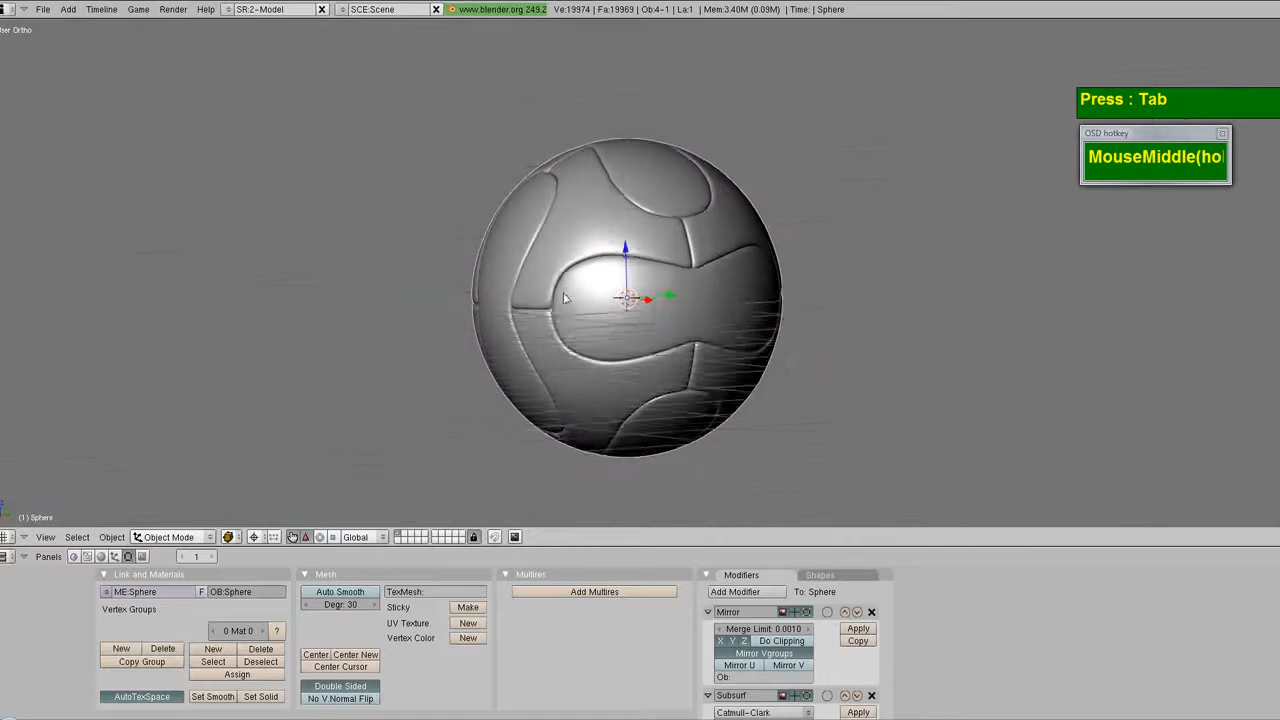 File Add Timeline Game Render Help SR:2-Model SCE:Scene www.blender.org 249.2 Ve:19974 | Fa:19969 | Ob:4-1 | La:1 | Mem:3.40M (0.09M) | Time: | Sphere
User Ortho
Press : Tab
OSD hotkey
MouseMiddle(hol
(1) Sphere
View Select Object Object Mode Global
Panels 1
Link and Materials Mesh Multires Modifiers Shapes
ME:Sphere F OB:Sphere Auto Smooth TexMesh: Add Multires Add Modifier To: Sphere
Vertex Groups Degr: 30 Sticky Make Mirror
UV Texture New Merge Limit: 0.0010 Apply
0 Mat 0 ? Vertex Color New X Y Z Do Clipping Copy
New Delete New Delete Center Center New Mirror Vgroups
Copy Group Select Deselect Center Cursor Mirror U Mirror V
Assign Ob:
Double Sided
AutoTexSpace Set Smooth Set Solid No V.Normal Flip Subsurf
Catmull-Clark Apply